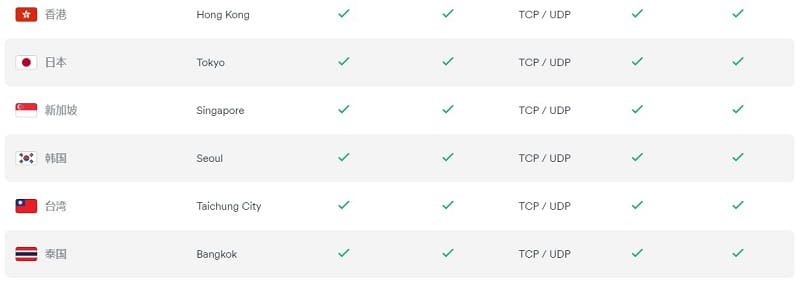 香港 Hong Kong TCP / UDP
日本 Tokyo TCP / UDP
新加坡 Singapore TCP / UDP
韩国 Seoul TCP / UDP
台湾 Taichung City TCP / UDP
泰国 Bangkok TCP / UDP